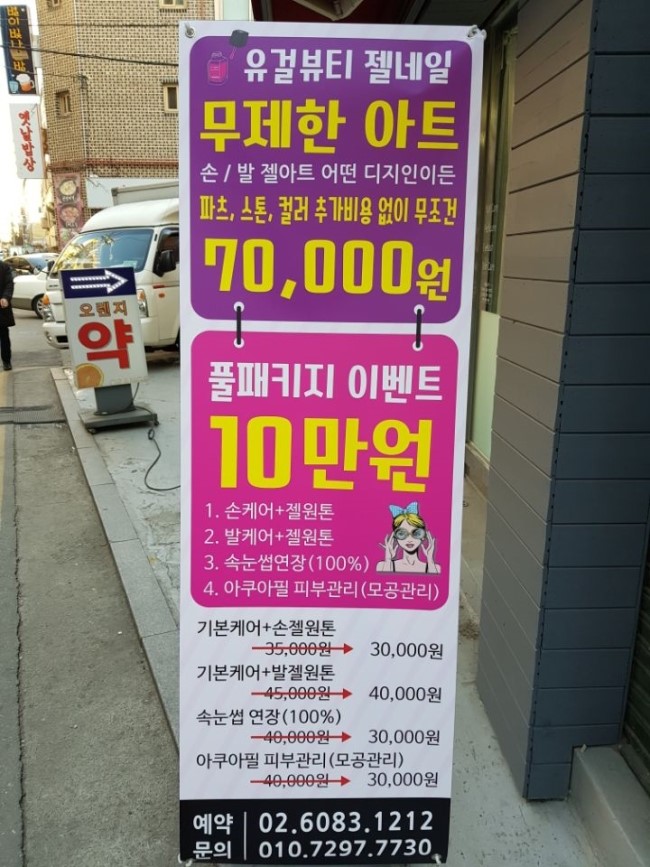 유걸뷰티 젤네일
무제한 아트
손 / 발 젤아트 어떤 디자인이든
파츠, 스톤, 컬러 추가비용 없이 무조건
70,000원
풀패키지 이벤트
10만원
1. 손케어+젤원톤
2. 발케어+젤원톤
3. 속눈썹연장(100%)
4. 아쿠아필 피부관리(모공관리)
기본케어+손젤원톤
35,000원 30,000원
기본케어+발젤원톤
45,000원 40,000원
속눈썹 연장(100%)
40,000원 30,000원
아쿠아필 피부관리(모공관리)
40,000원 30,000원
예약 02.6083.1212
문의 010.7297.7730
오렌지
약
옛날밥상